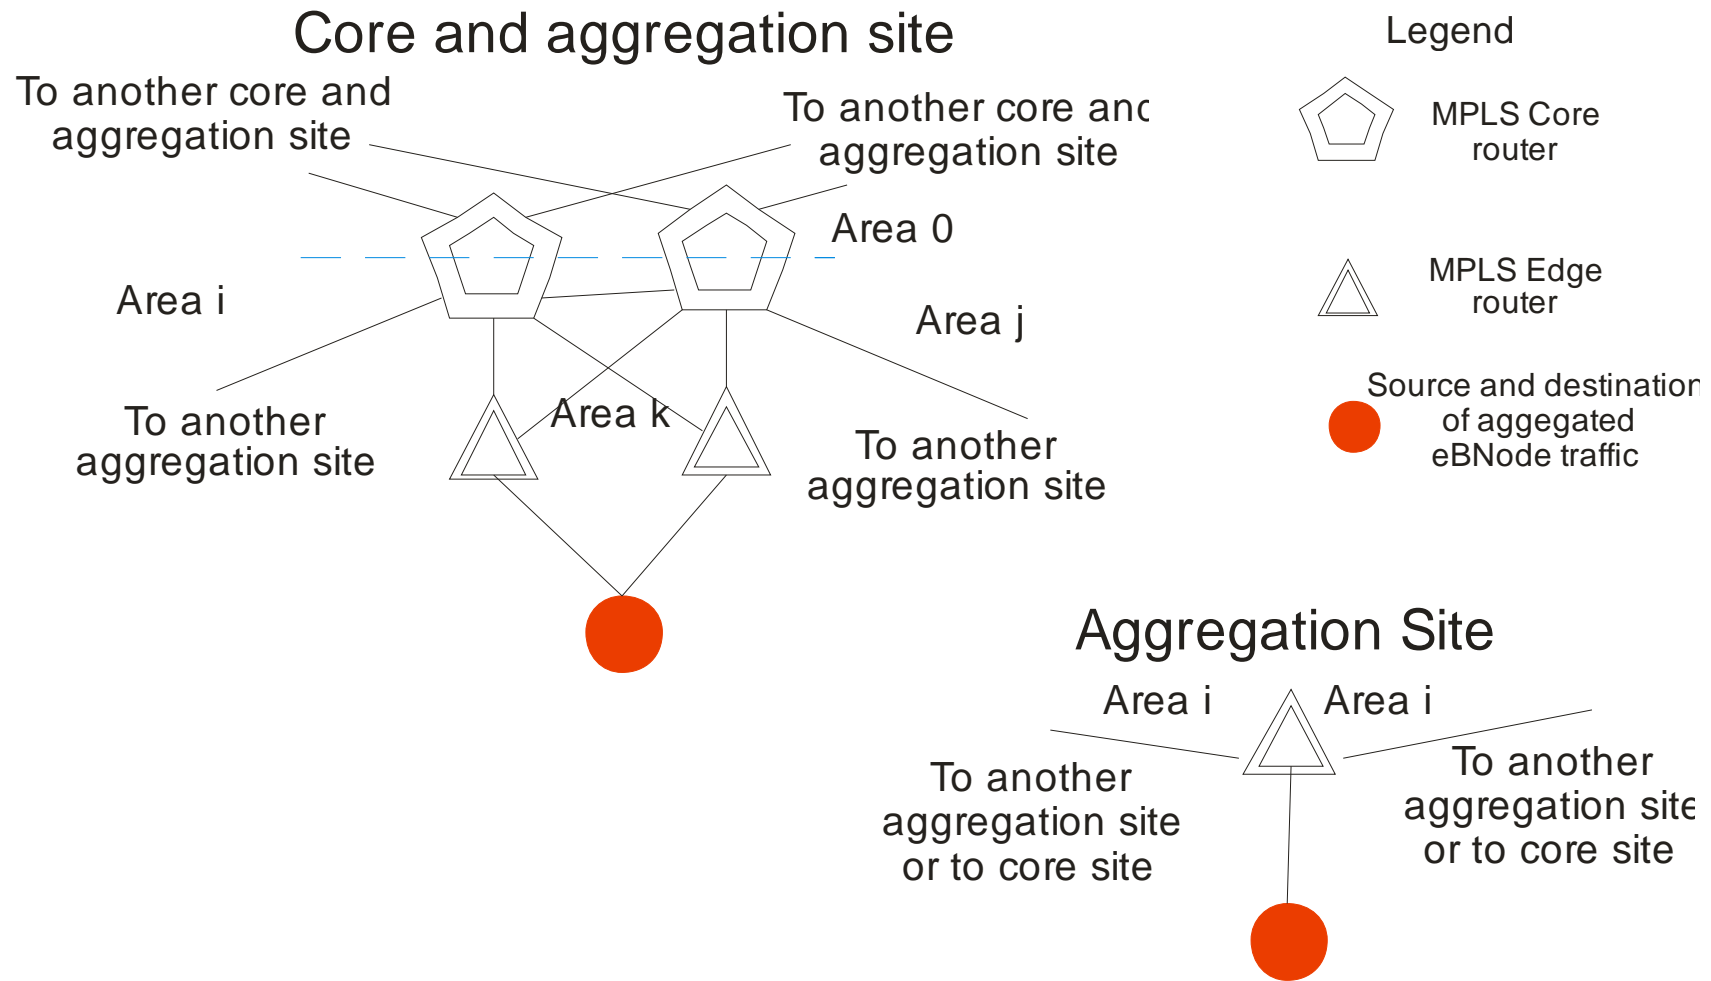 Core and aggregation site
To another core and
aggregation site
To another core and
aggregation site
Area 0
Area i
Area j
Area k
To another
aggregation site
To another
aggregation site
Legend
MPLS Core
router
MPLS Edge
router
Source and destination
of aggegated
eBNode traffic
Aggregation Site
Area i
Area i
To another
aggregation site
or to core site
To another
aggregation site
or to core site